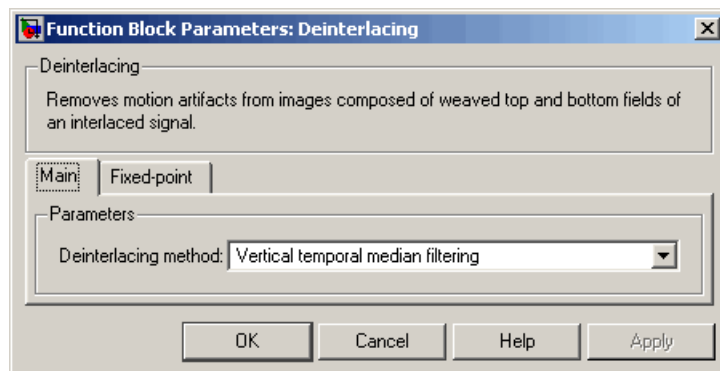 Function Block Parameters: Deinterlacing
Deinterlacing
Removes motion artifacts from images composed of weaved top and bottom fields of
an interlaced signal.
Main Fixed-point
Parameters
Deinterlacing method: Vertical temporal median filtering
OK Cancel Help Apply